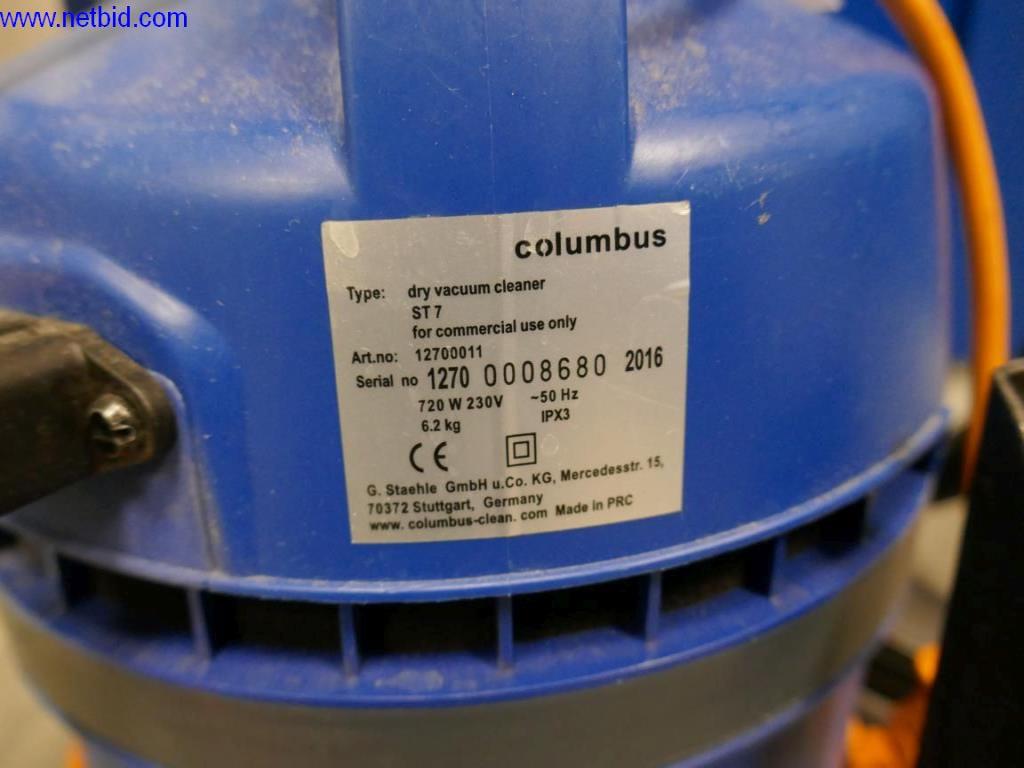 www.netbid.com
columbus
Type: dry vacuum cleaner
ST 7
for commercial use only
Art.no: 12700011
Serial no 1270 0008680 2016
720 W 230V ~50 Hz
6.2 kg IPX3
CE
G. Staehle GmbH u.Co. KG, Mercedesstr. 15,
70372 Stuttgart, Germany
www. columbus-clean. com Made in PRC